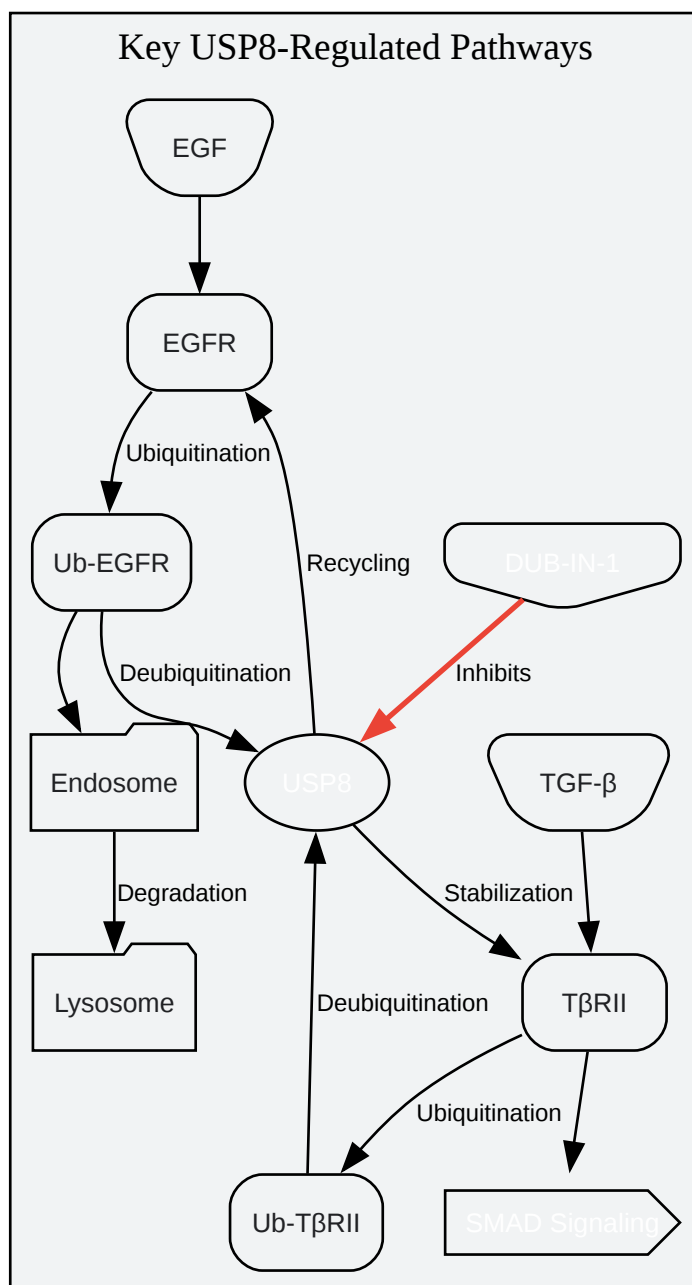 Key USP8-Regulated Pathways
EGF
EGFR
Ubiquitination
Ub-EGFR
Recycling
DUB-IN-1
Deubiquitination
Inhibits
Endosome
USP8
TGF-β
Degradation
Stabilization
Lysosome
Deubiquitination
TβRII
Ubiquitination
Ub-TβRII
SMAD Signaling